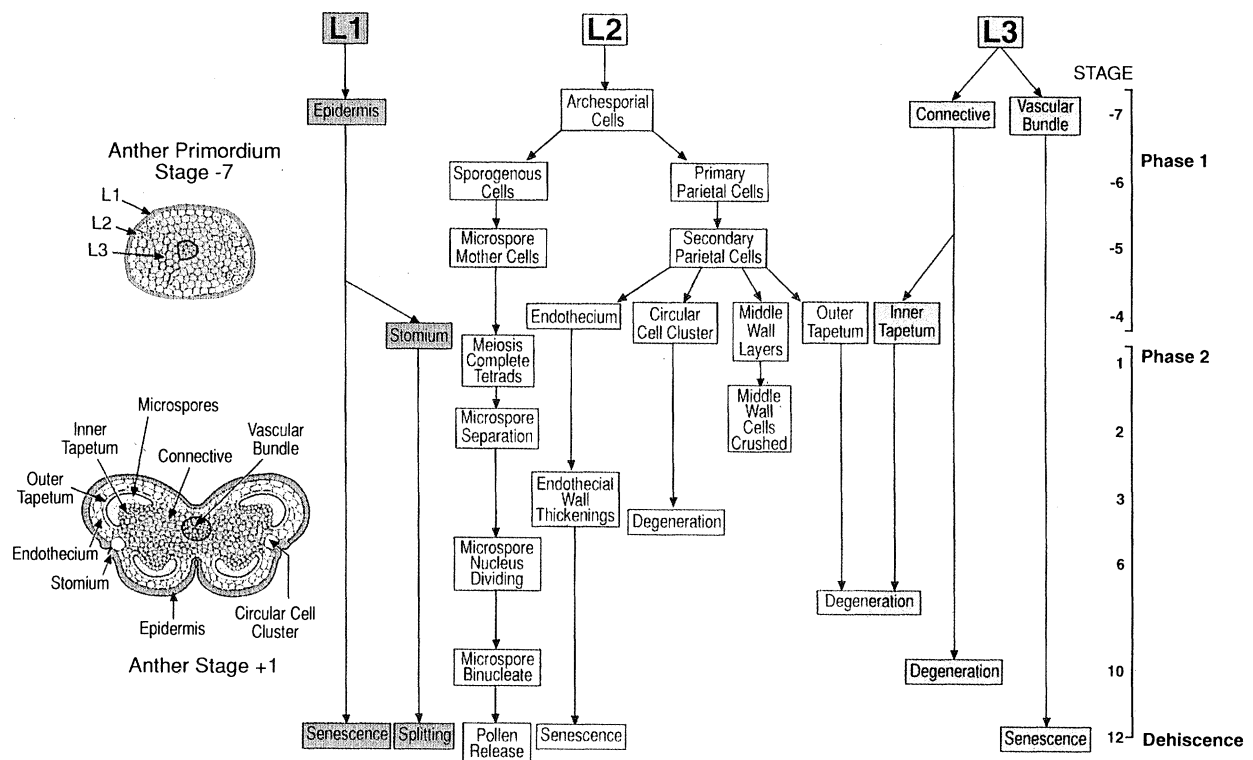 L1
L2
L3
STAGE
Epidermis
Archesporial
Cells
Connective
Vascular
Bundle
-7
Phase 1
Anther Primordium
Stage -7
L1
L2
L3
Sporogenous
Cells
Primary
Parietal Cells
-6
Microspore
Mother Cells
Secondary
Parietal Cells
-5
Stomium
Endothecium
Circular
Cell Cluster
Middle
Wall
Layers
Outer
Tapetum
Inner
Tapetum
-4
Meiosis
Complete
Tetrads
1
Phase 2
Microspore
Separation
Middle
Wall
Cells
Crushed
2
Microspores
Inner
Tapetum
Connective
Vascular
Bundle
Outer
Tapetum
Endothecium
Stomium
Epidermis
Circular Cell
Cluster
Anther Stage +1
Endothecial
Wall
Thickenings
Degeneration
3
Microspore
Nucleus
Dividing
Degeneration
6
Microspore
Binucleate
Degeneration
10
Senescence
Splitting
Pollen
Release
Senescence
Senescence
12
Dehiscence